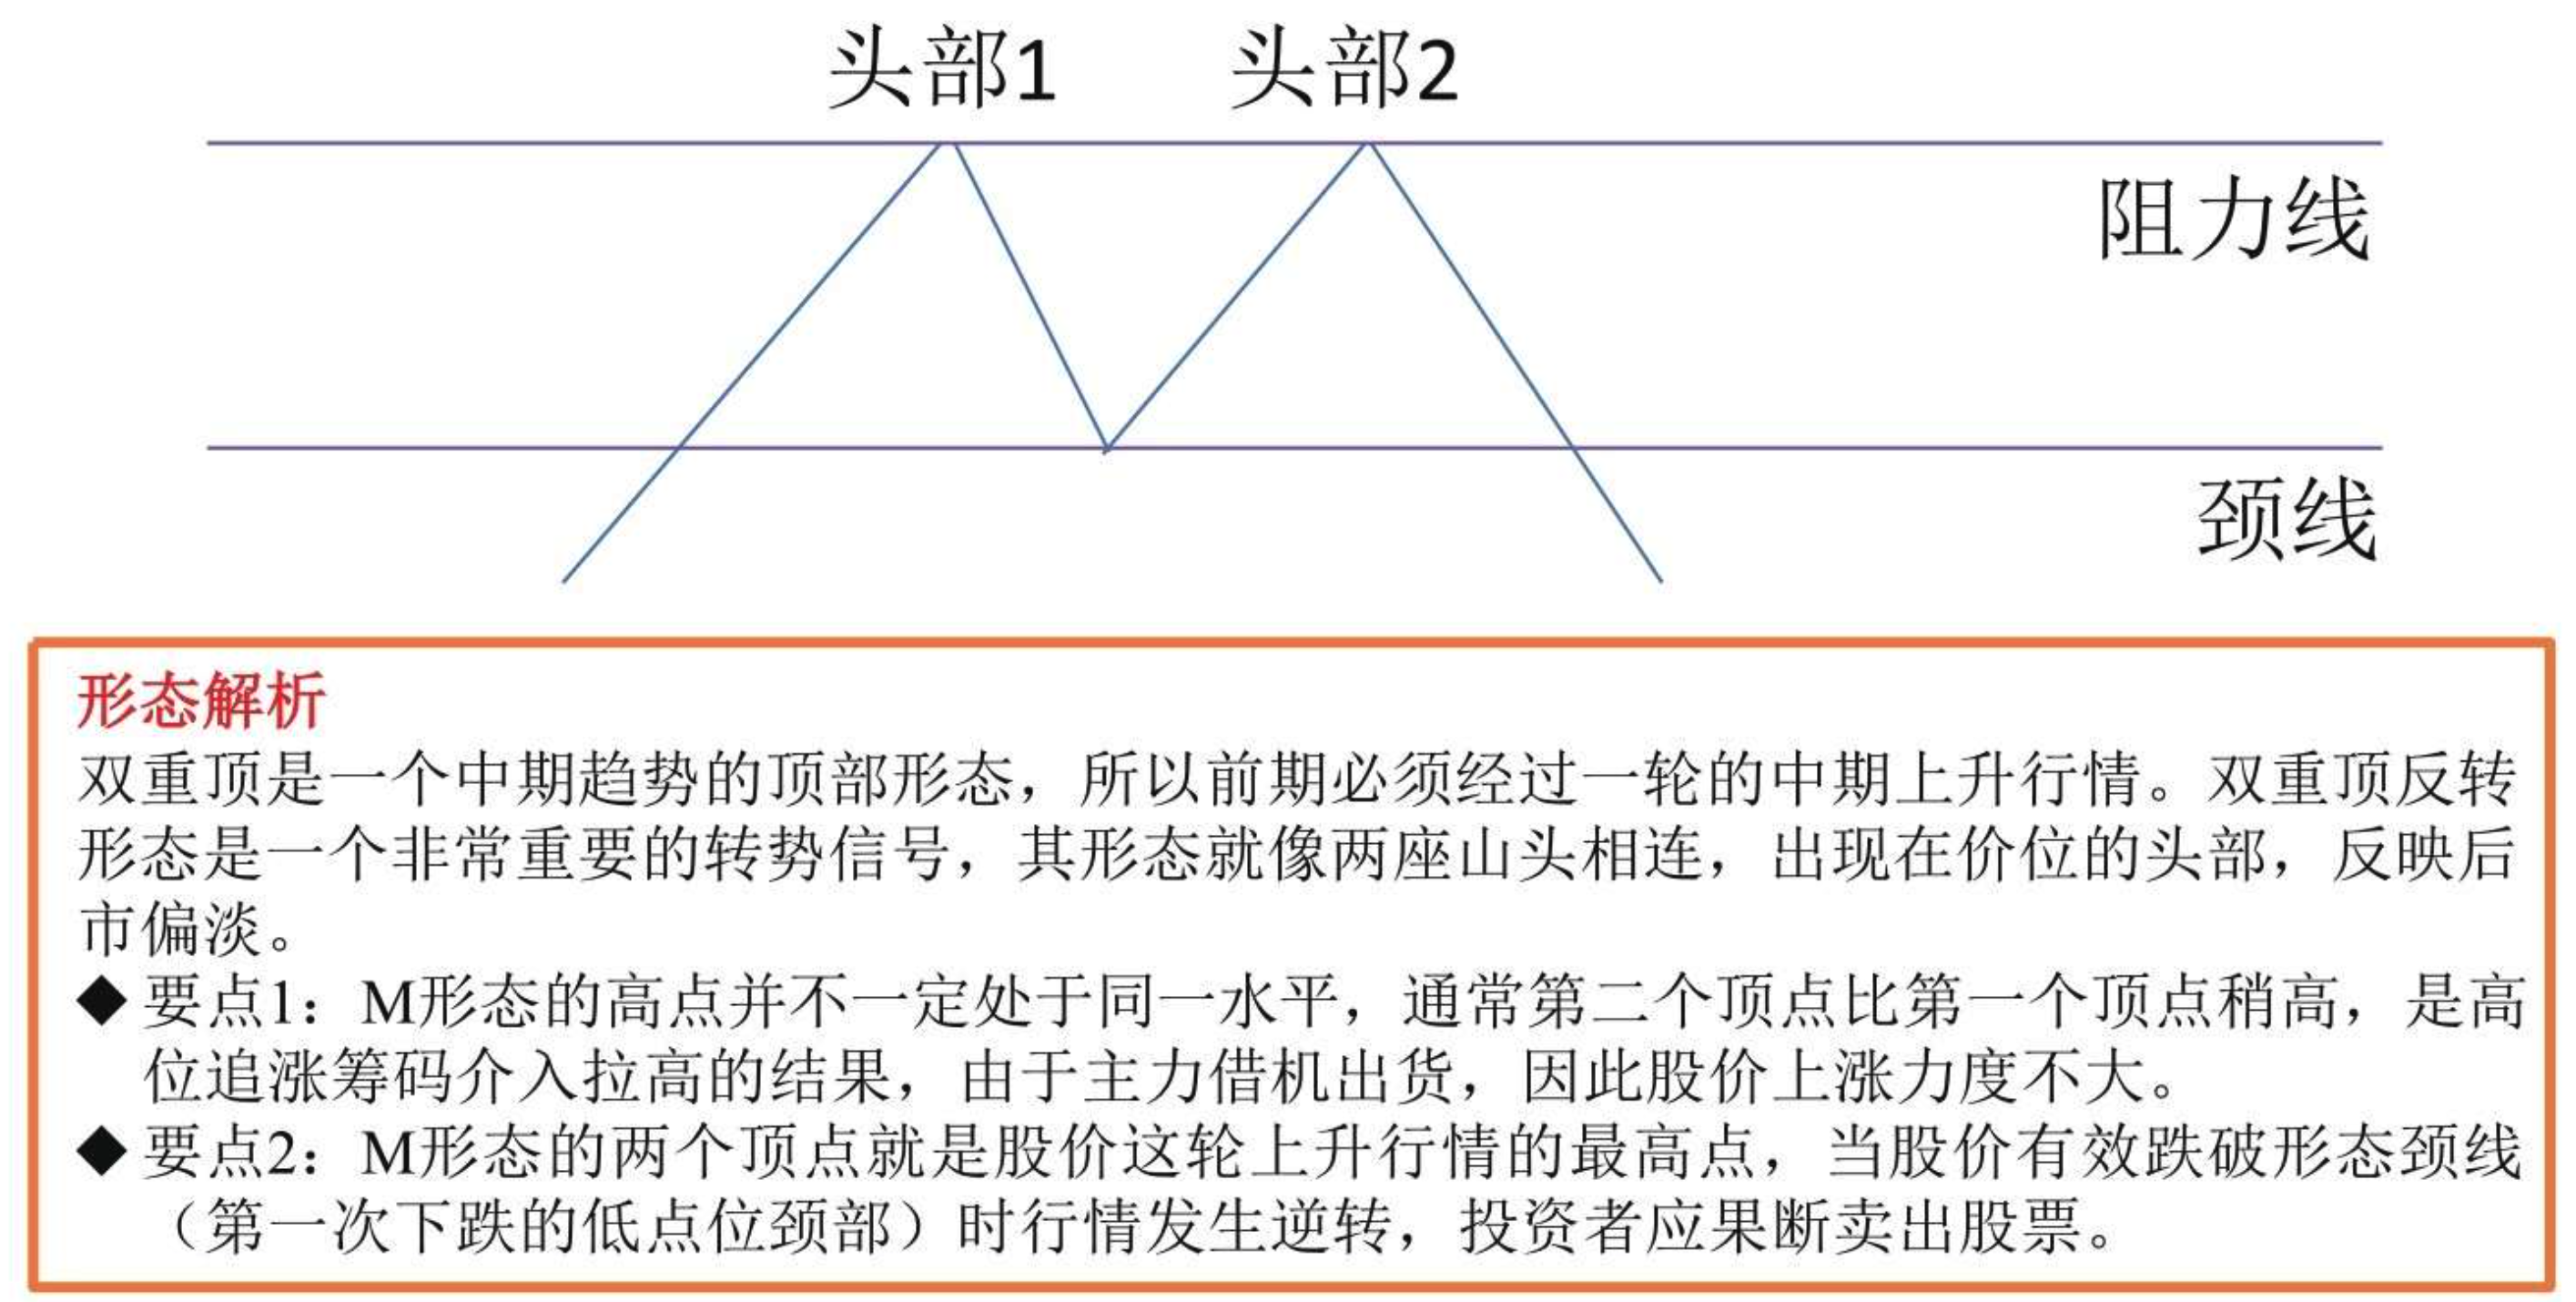 头部1 头部2
阻力线
颈线
形态解析
双重顶是一个中期趋势的顶部形态，所以前期必须经过一轮的中期上升行情。双重顶反转
形态是一个非常重要的转势信号，其形态就像两座山头相连，出现在价位的头部，反映后
市偏淡。
◆ 要点1：M形态的高点并不一定处于同一水平，通常第二个顶点比第一个顶点稍高，是高
位追涨筹码介入拉高的结果，由于主力借机出货，因此股价上涨力度不大。
◆ 要点2：M形态的两个顶点就是股价这轮上升行情的最高点，当股价有效跌破形态颈线
（第一次下跌的低点位颈部）时行情发生逆转，投资者应果断卖出股票。